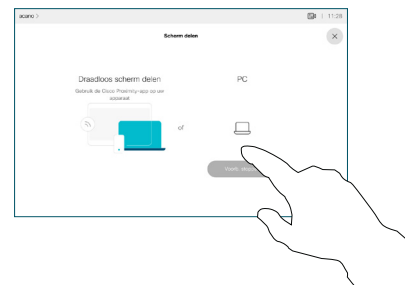 acano >
11:28
Scherm delen
Draadloos scherm delen
Gebruik de Cisco Proximity-app op uw
apparaat
of
PC